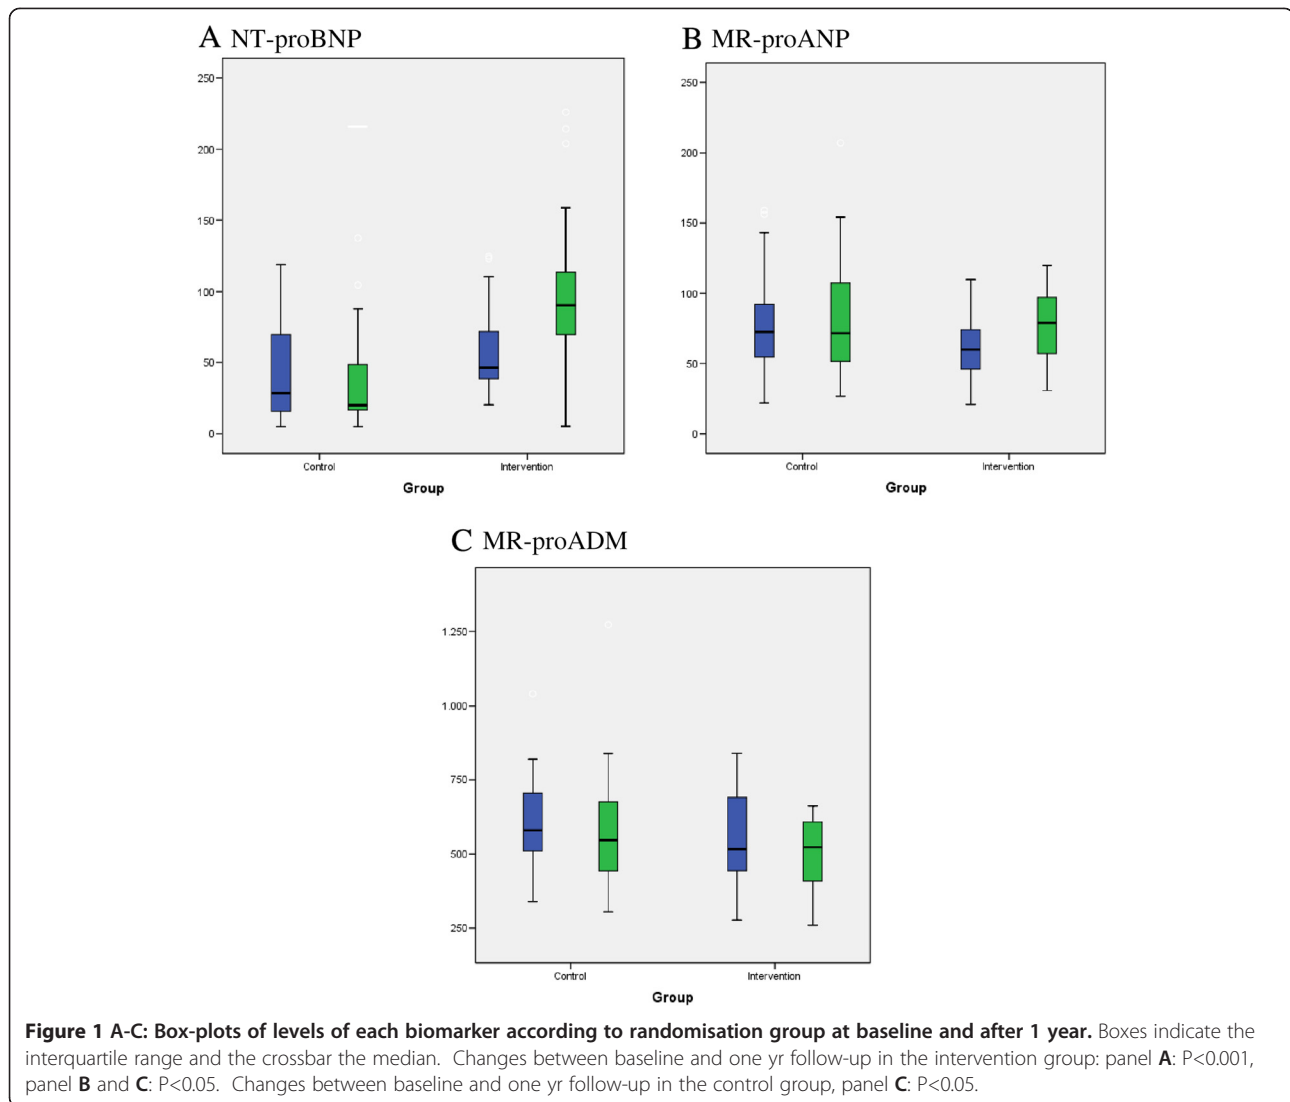 A NT-proBNP
250
200
150
100
50
0
Control
Intervention
Group
B MR-proANP
250
200
150
100
50
0
Control
Intervention
Group
C MR-proADM
1.250
1.000
750
500
250
Control
Intervention
Group
Figure 1 A-C: Box-plots of levels of each biomarker according to randomisation group at baseline and after 1 year. Boxes indicate the
interquartile range and the crossbar the median. Changes between baseline and one yr follow-up in the intervention group: panel A: P<0.001,
panel B and C: P<0.05. Changes between baseline and one yr follow-up in the control group, panel C: P<0.05.